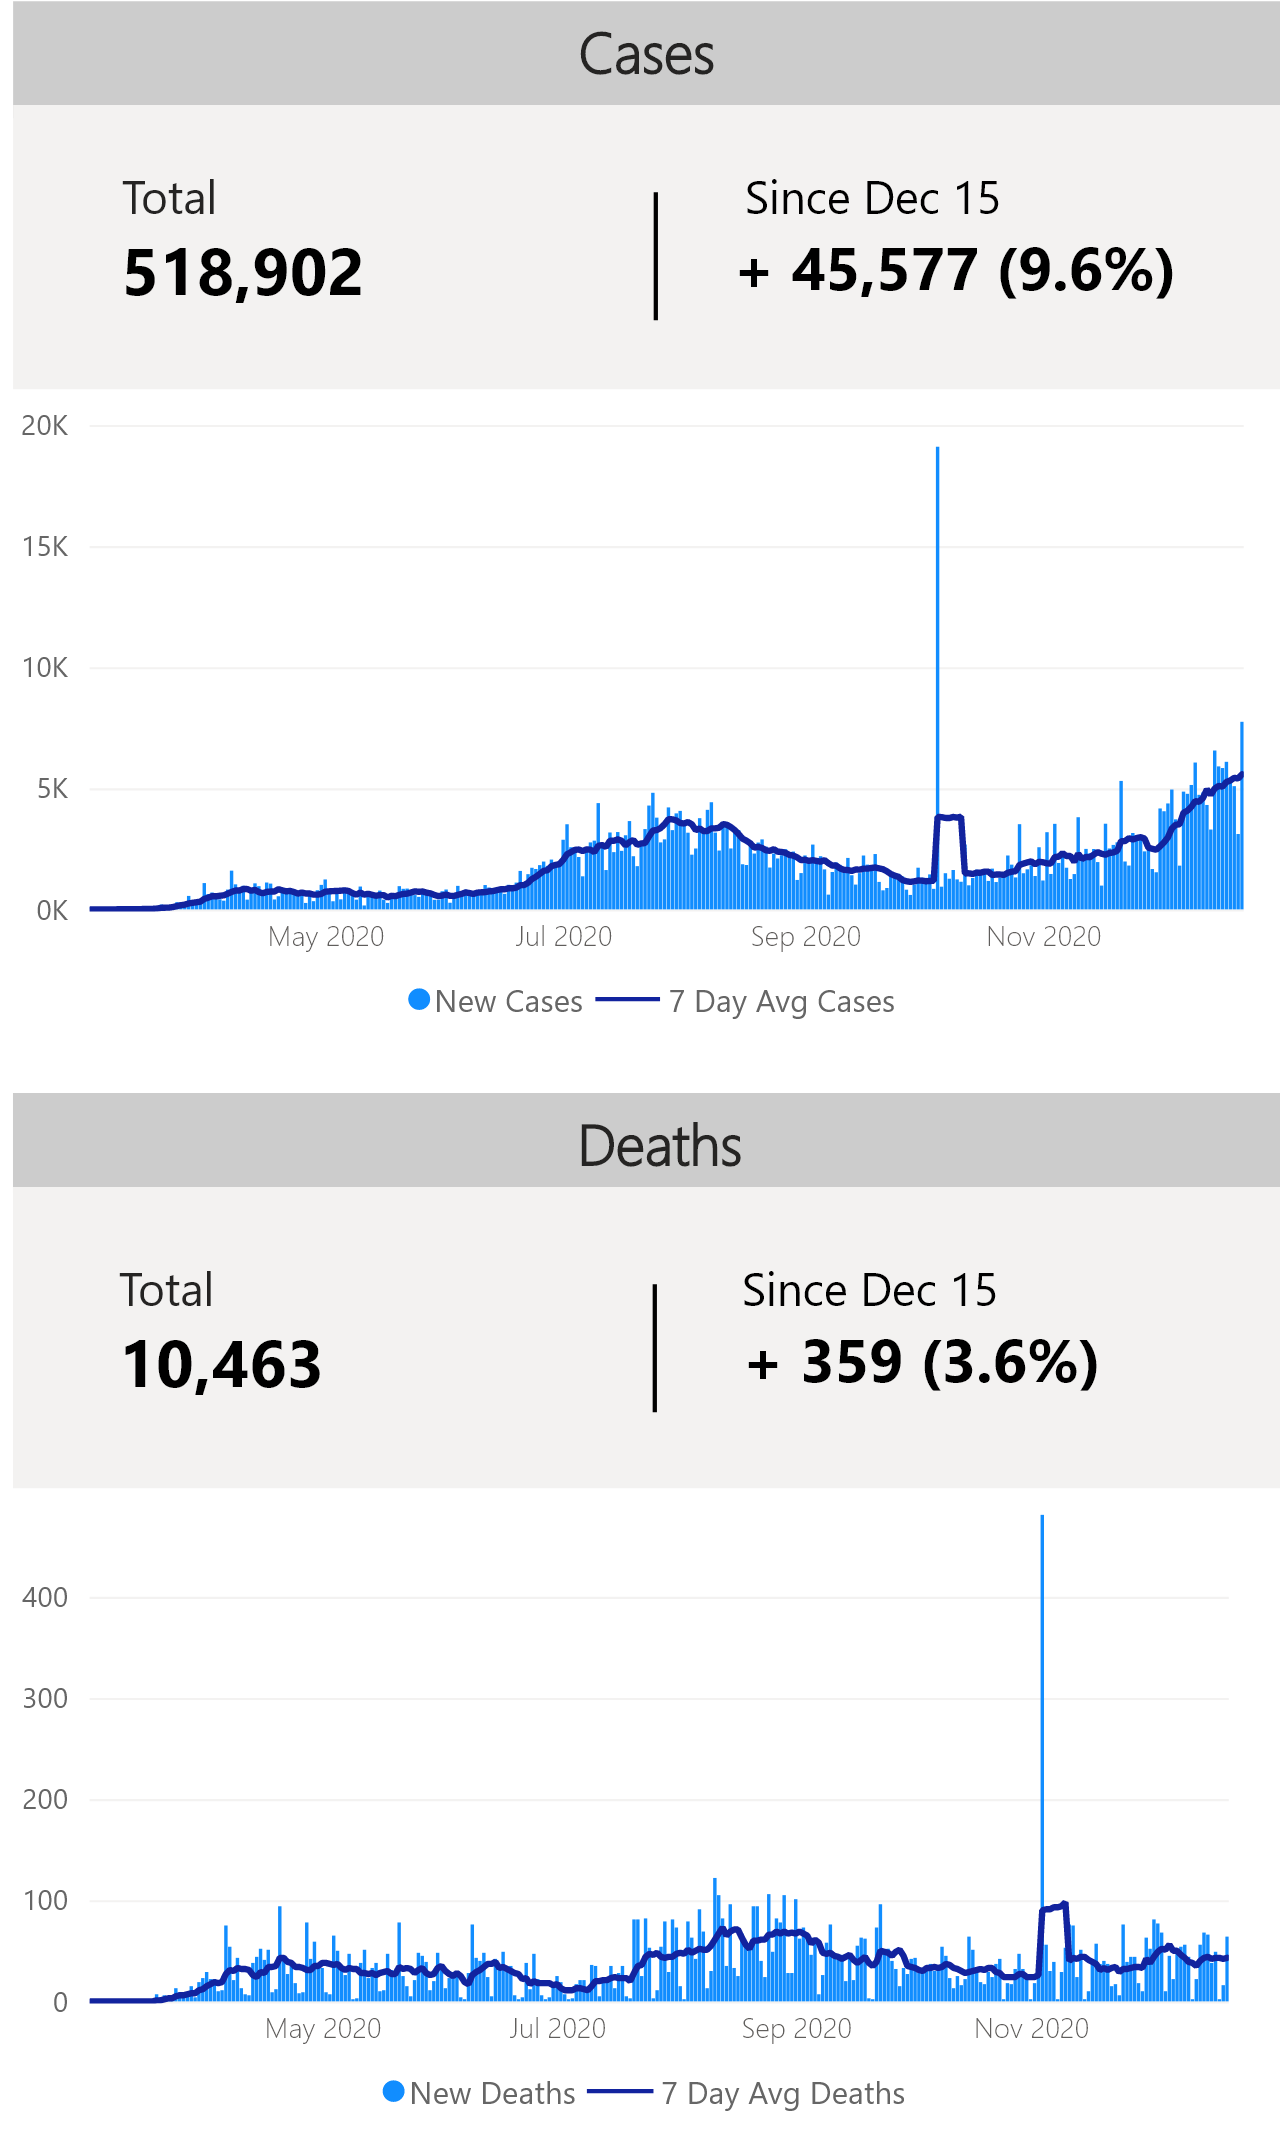 Cases
Total
Since Dec 15
518,902
+ 45,577 (9.6%)
20K
15K
10K
5K
0K
May 2020
Jul 2020
Sep 2020
Nov 2020
New Cases
7 Day Avg Cases
Deaths
Total
Since Dec 15
10,463
+ 359 (3.6%)
400
300
200
100
0
May 2020
Jul 2020
Sep 2020
Nov 2020
New Deaths
7 Day Avg Deaths